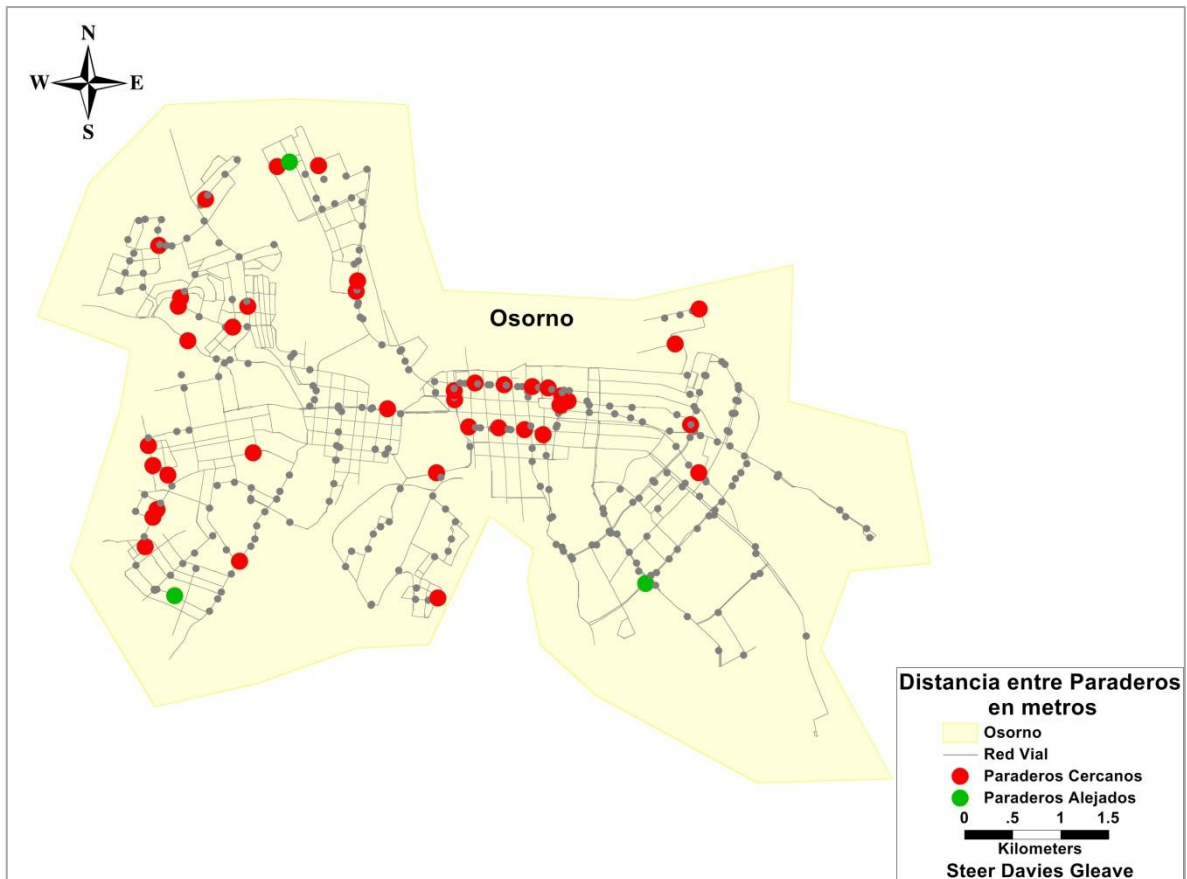 N
W E
S
Osorno
Distancia entre Paraderos
en metros
Osorno
Red Vial
Paraderos Cercanos
Paraderos Alejados
0 .5 1 1.5
Kilometers
Steer Davies Gleave